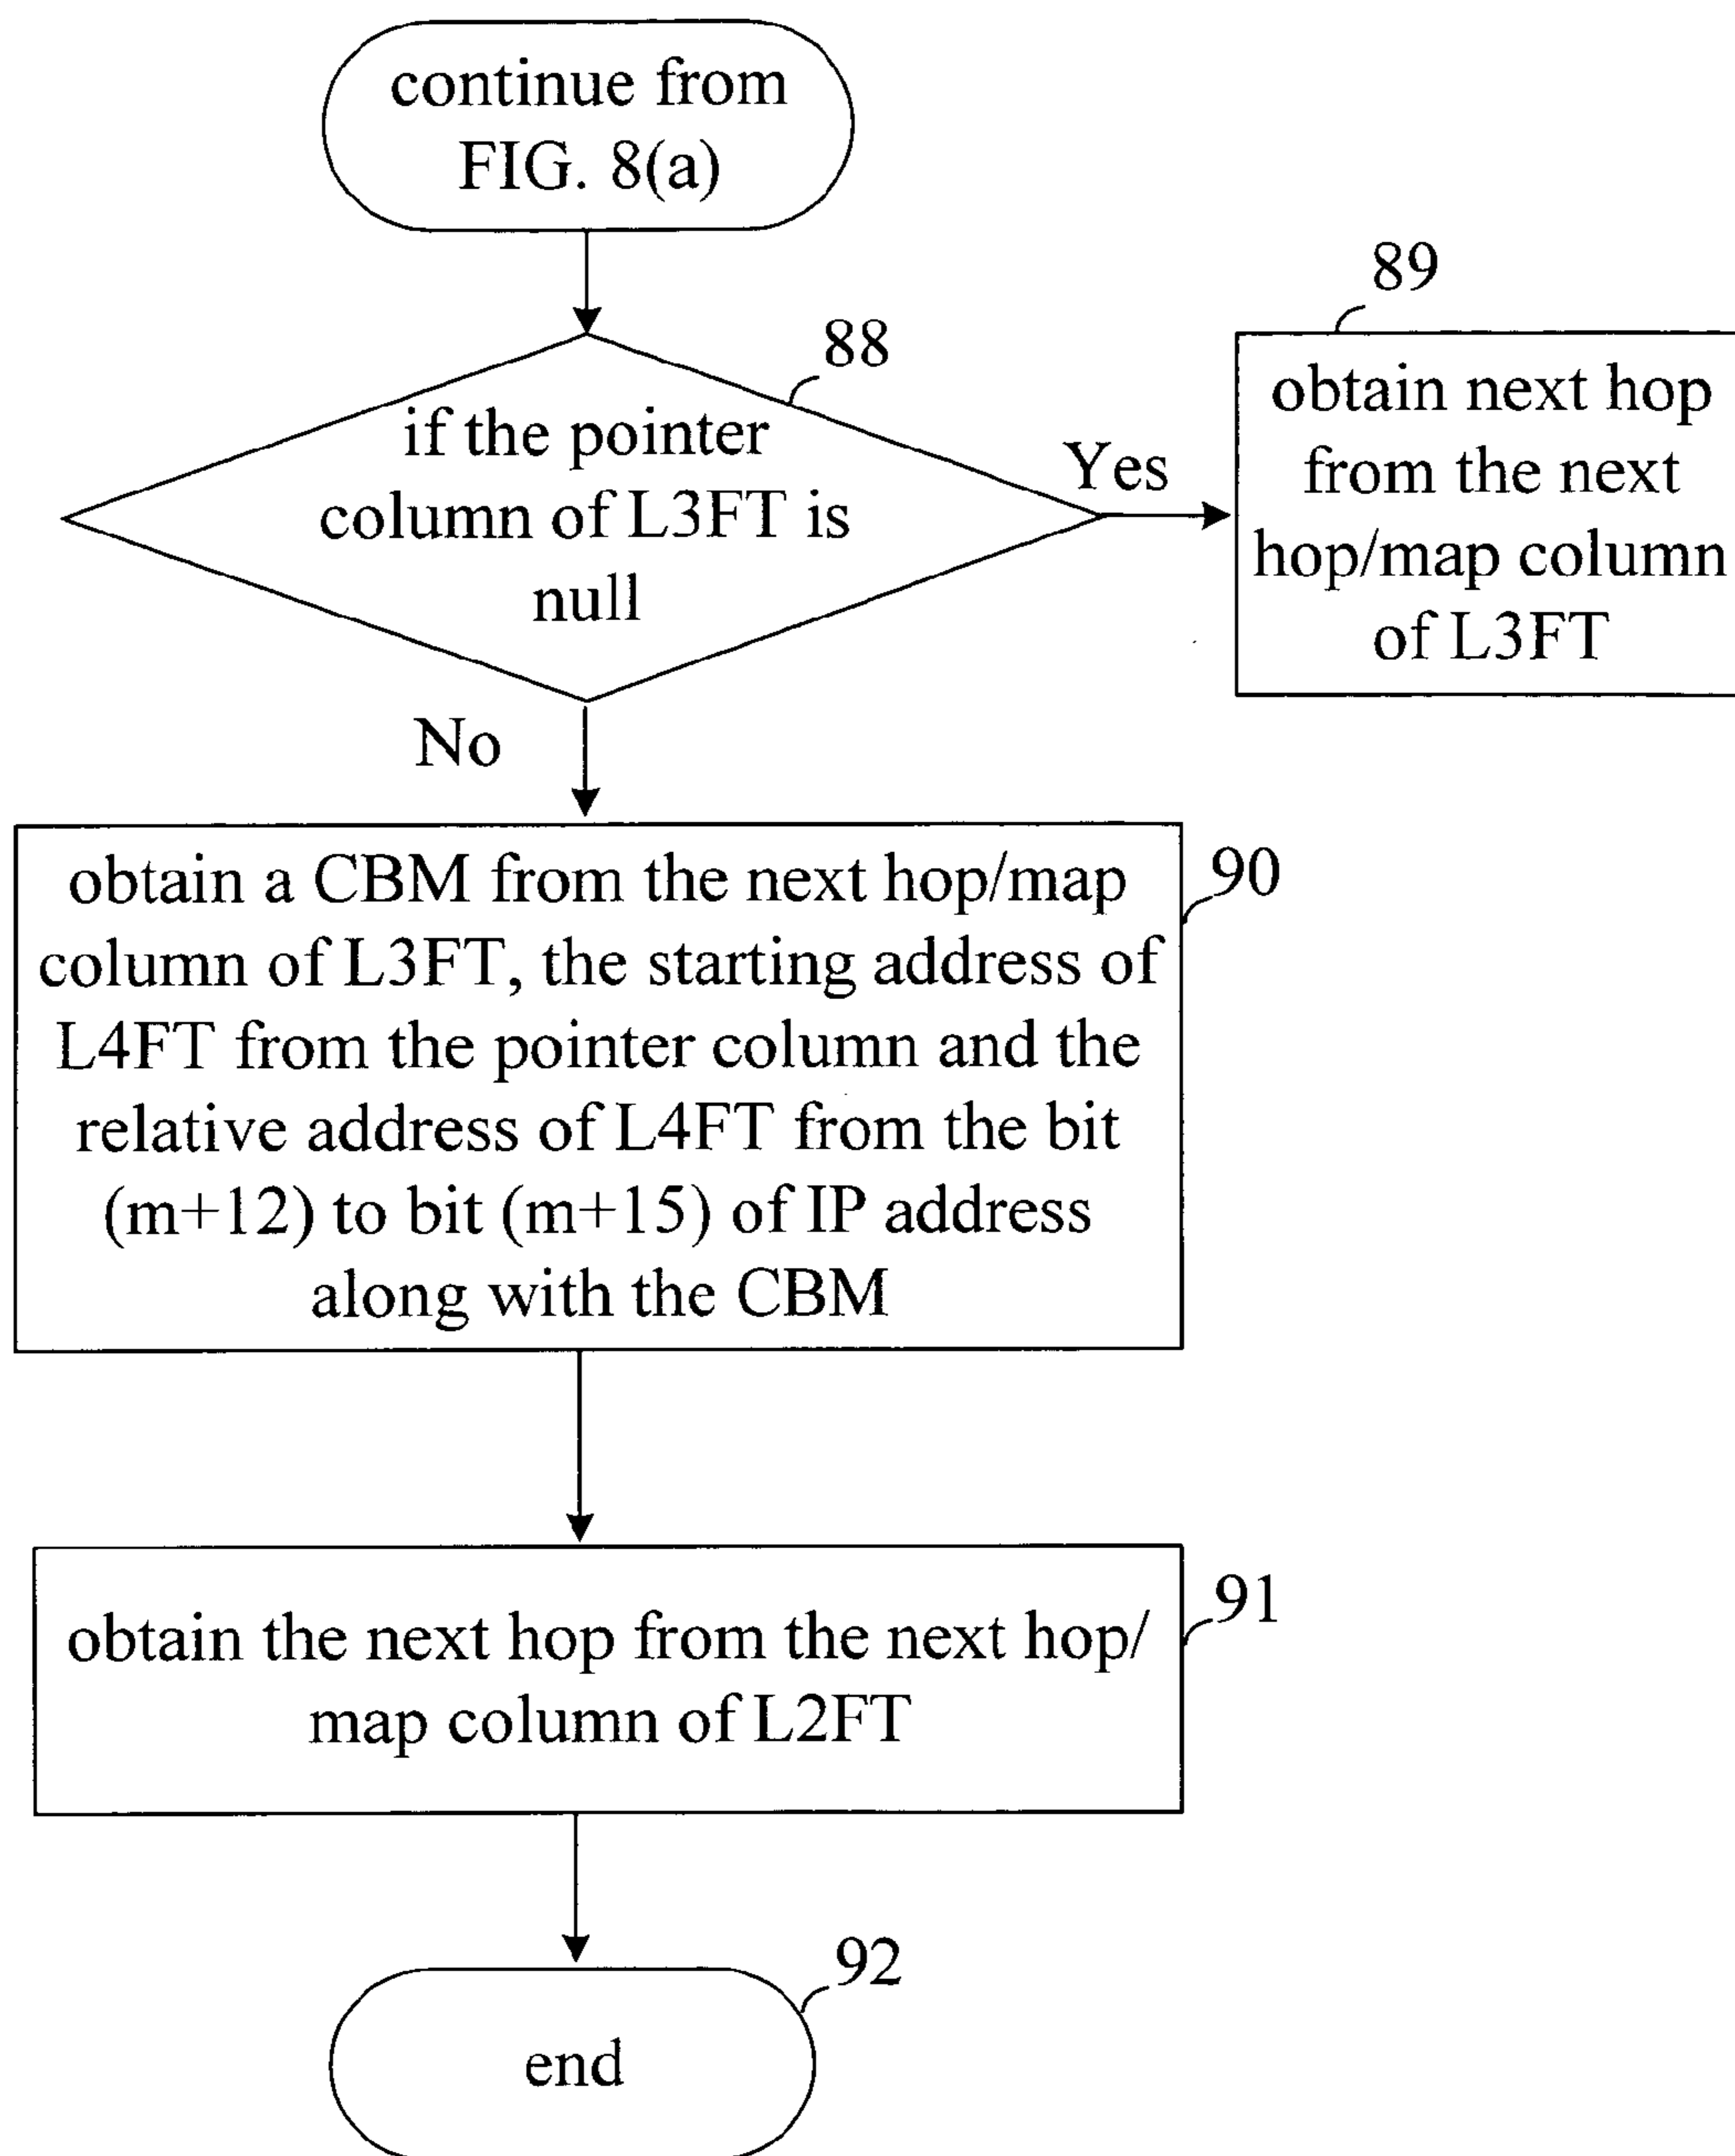 continue from
FIG. 8(a)
88
if the pointer
column of L3FT is
null
Yes
89
obtain next hop
from the next
hop/map column
of L3FT
No
90
obtain a CBM from the next hop/map
column of L3FT, the starting address of
L4FT from the pointer column and the
relative address of L4FT from the bit
(m+12) to bit (m+15) of IP address
along with the CBM
91
obtain the next hop from the next hop/
map column of L2FT
92
end